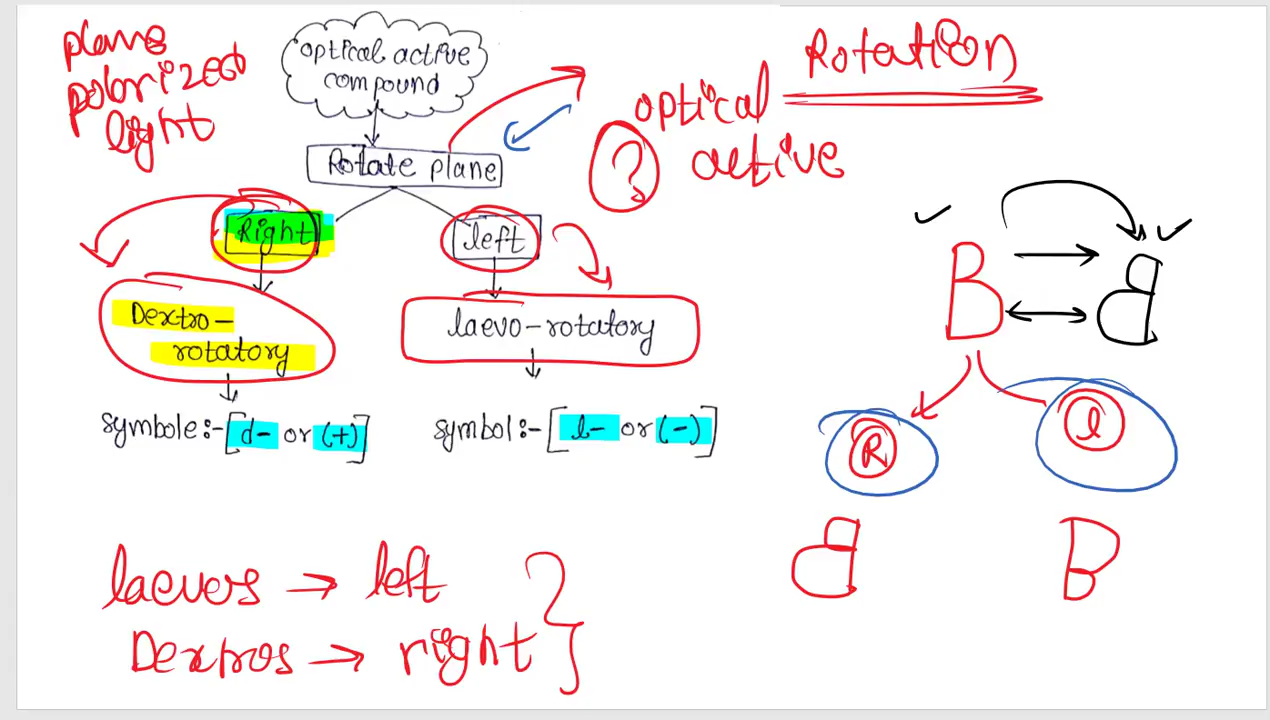 plane
polarized
light
optical active
compound
Rotation
optical
active
?
Rotate plane
Right
left
Dextro-
rotatory
laevo-rotatory
symbole:-[d- or (+)]
symbol:-[l- or (-)]
B
B
R
l
B
B
laevers → left
Dextros → right